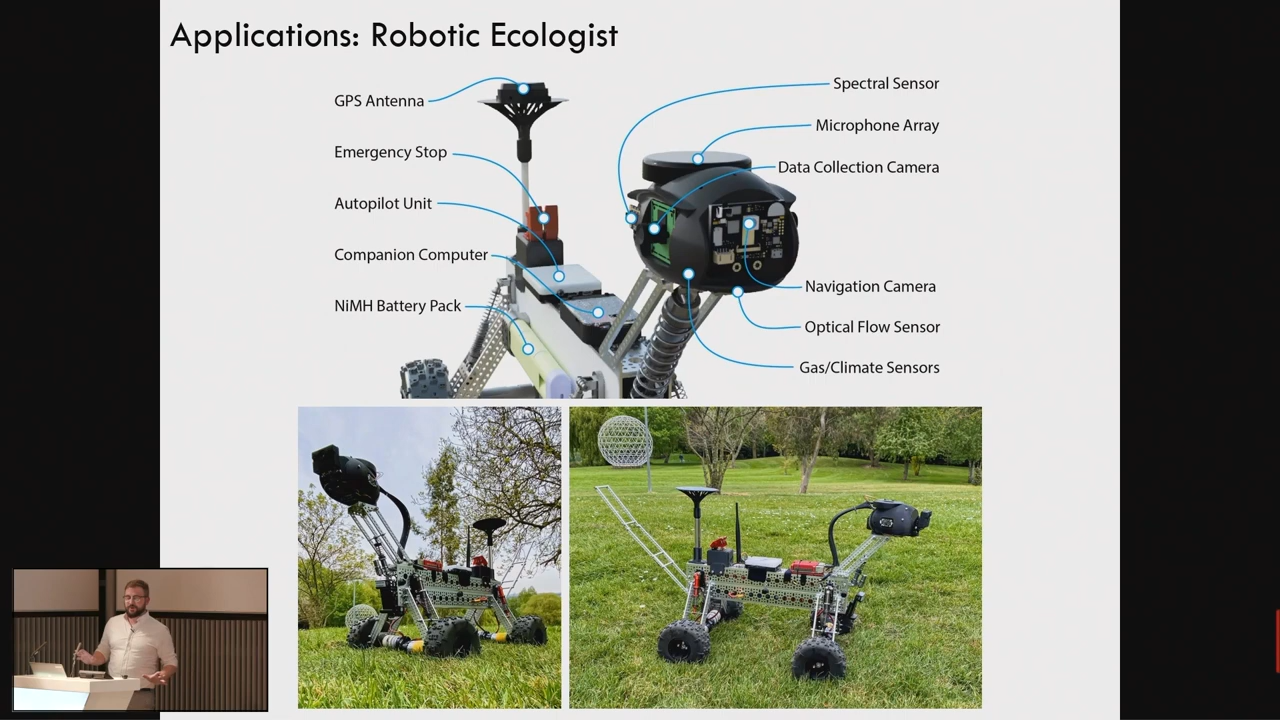 Applications: Robotic Ecologist
GPS Antenna
Emergency Stop
Autopilot Unit
Companion Computer
NiMH Battery Pack
Spectral Sensor
Microphone Array
Data Collection Camera
Navigation Camera
Optical Flow Sensor
Gas/Climate Sensors